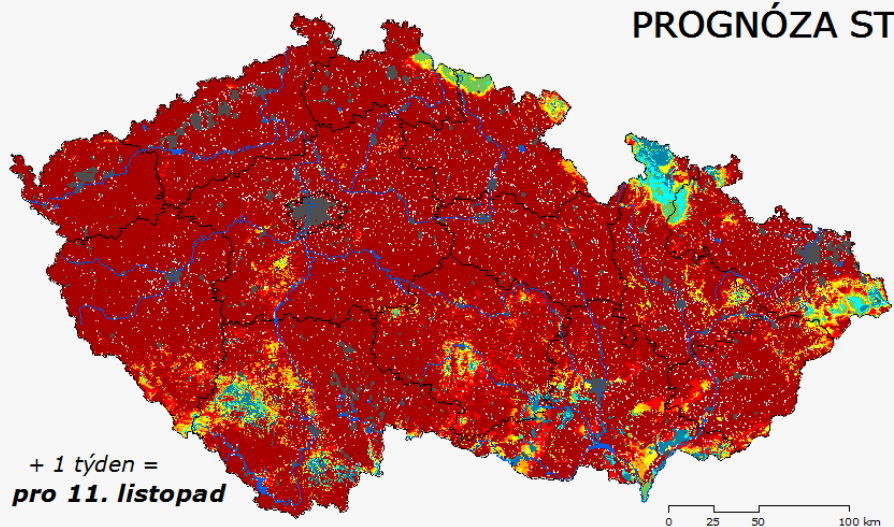 PROGNÓZA ST
+ 1 týden =
pro 11. listopad
0 25 50 100 km